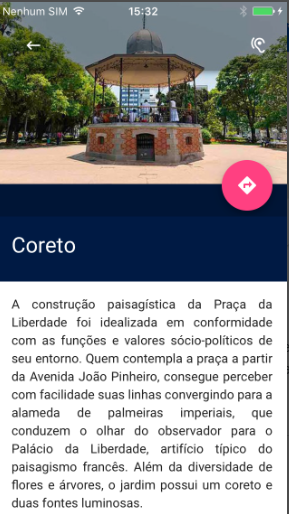 Nenhum SIM 15:32
Coreto
A construção paisagística da Praça da
Liberdade foi idealizada em conformidade
com as funções e valores sócio-políticos de
seu entorno. Quem contempla a praça a partir
da Avenida João Pinheiro, consegue perceber
com facilidade suas linhas convergindo para a
alameda de palmeiras imperiais, que
conduzem o olhar do observador para o
Palácio da Liberdade, artifício típico do
paisagismo francês. Além da diversidade de
flores e árvores, o jardim possui um coreto e
duas fontes luminosas.